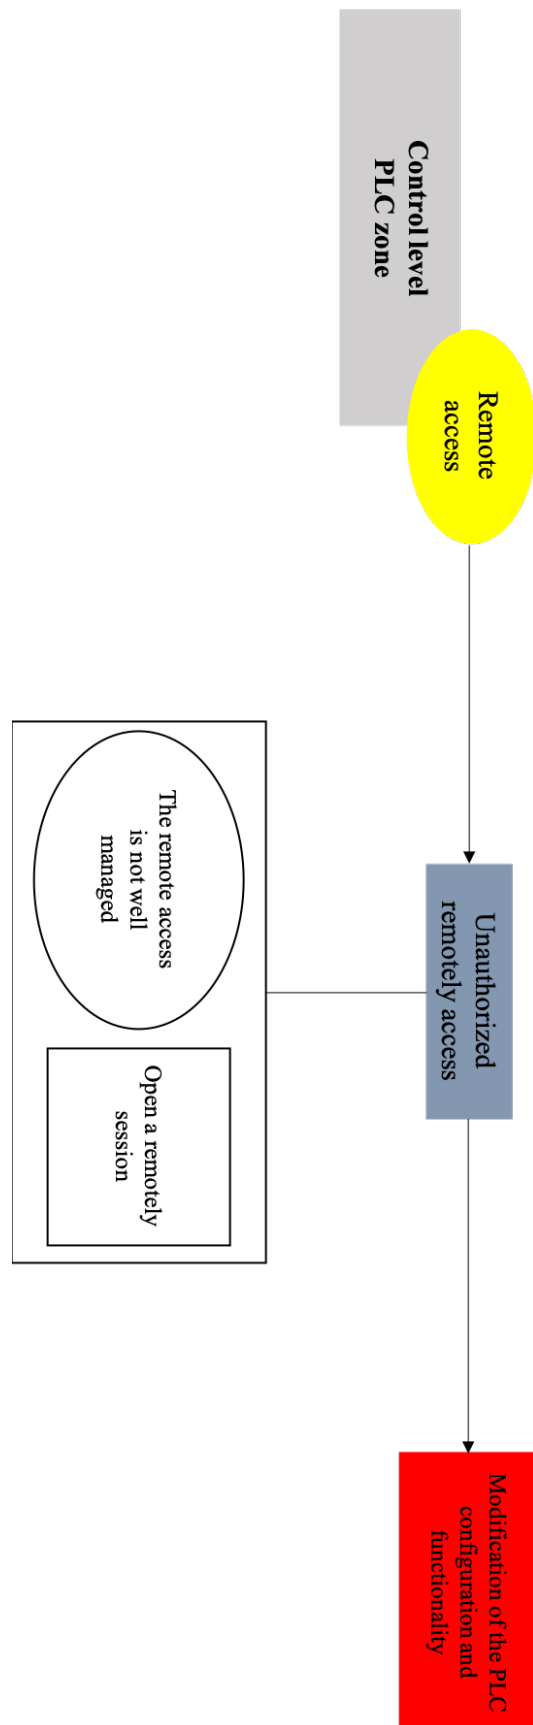 Control level
PLC zone
Remote
access
Unauthorized
remotely access
The remote access
is not well
managed
Open a remotely
session
Modification of the PLC
configuration and
functionality